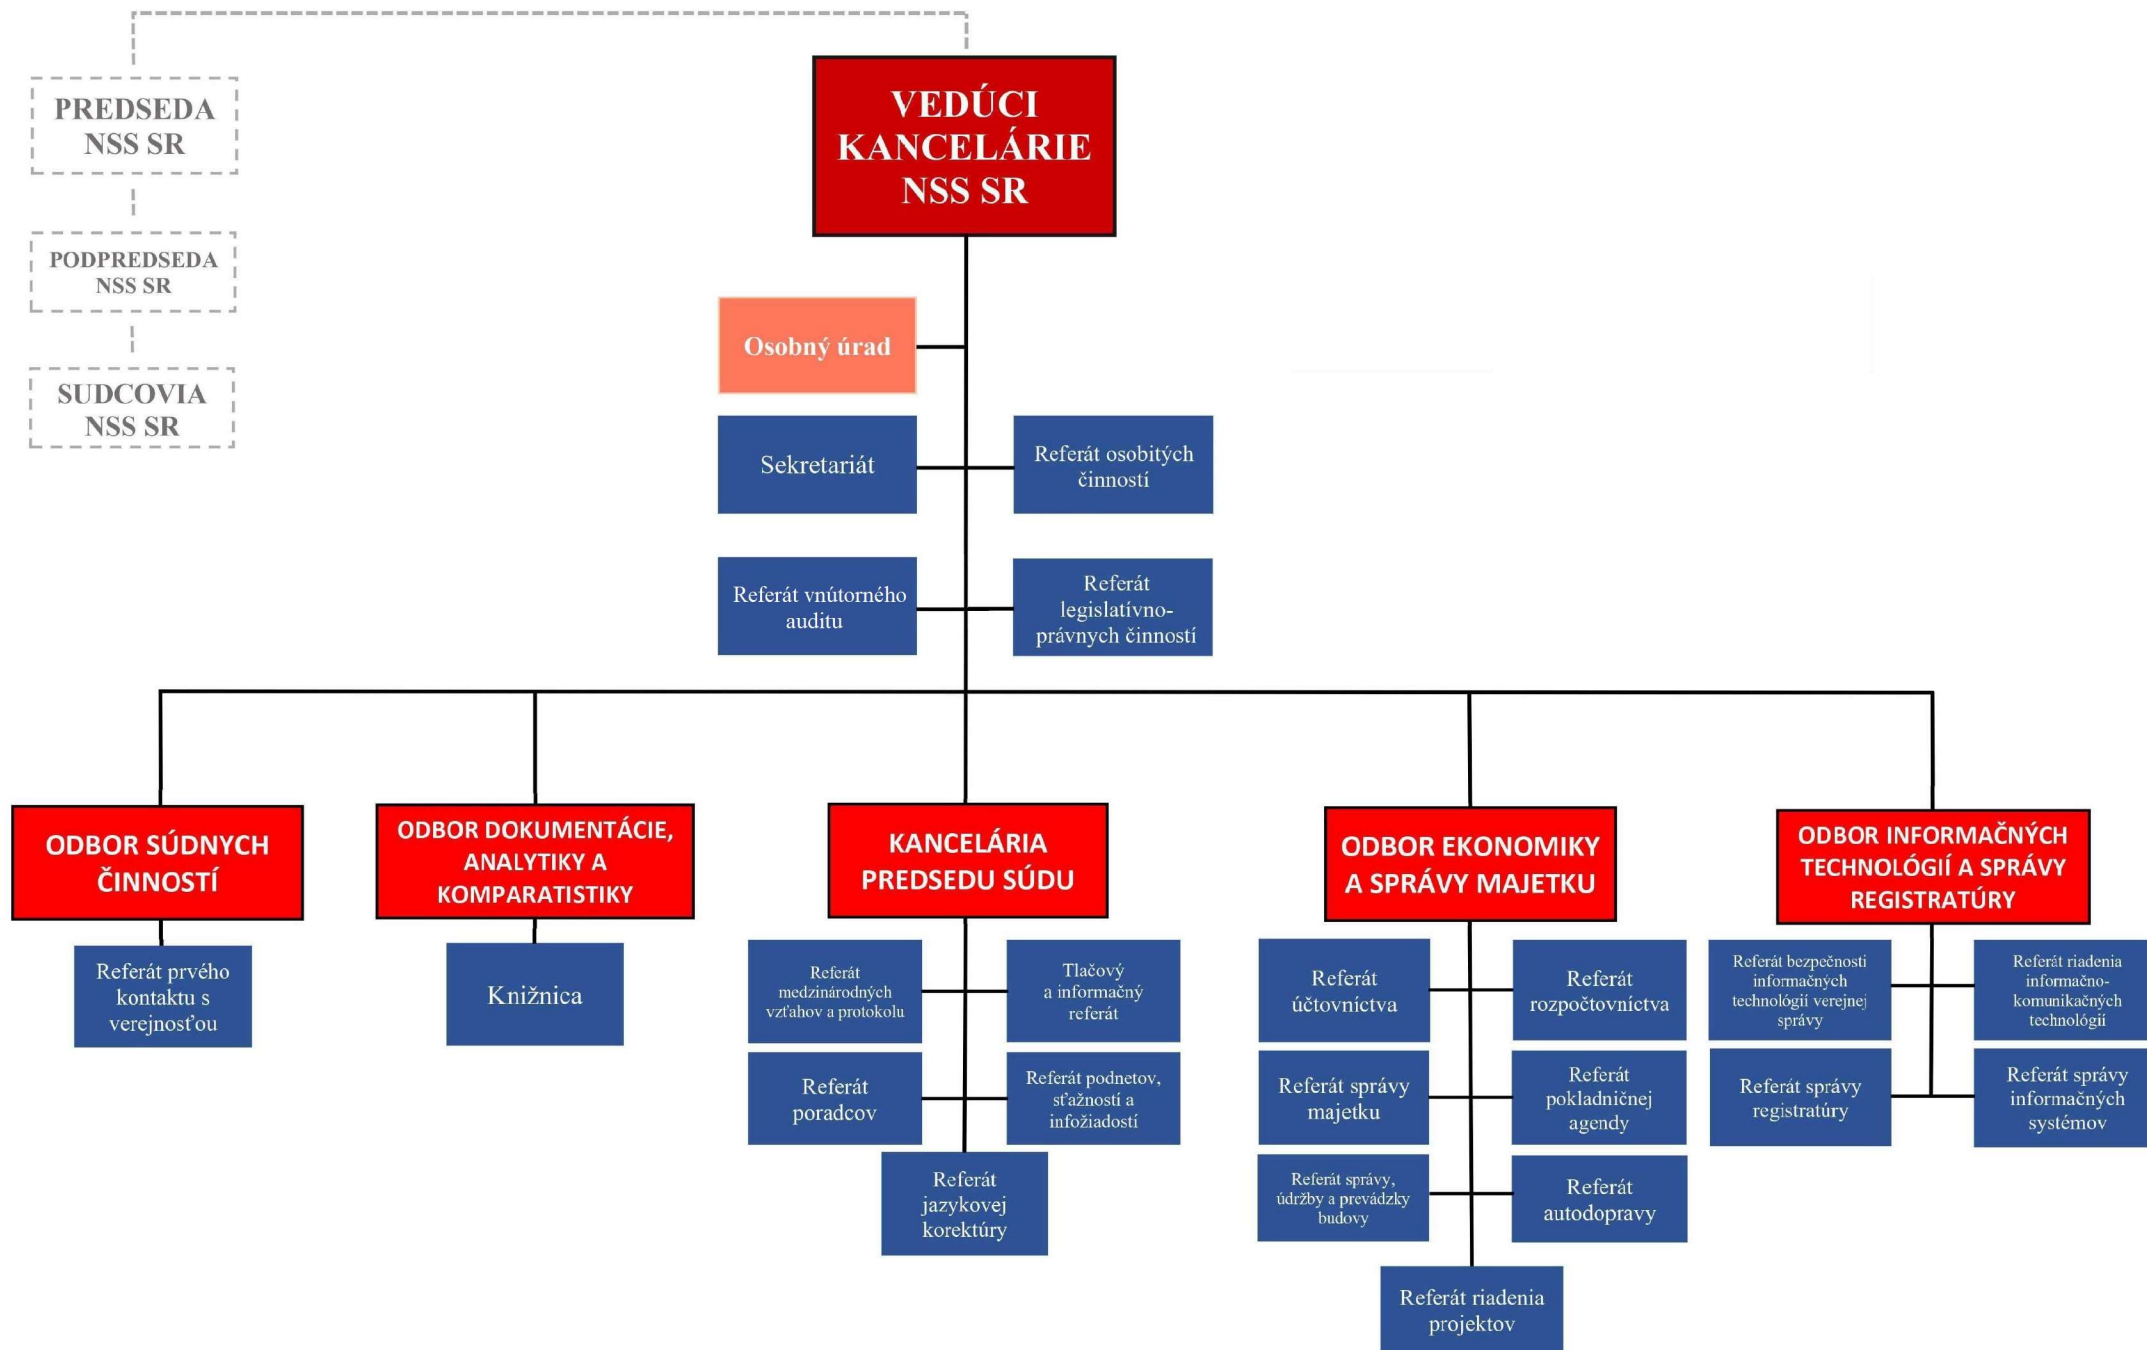 PREDSEDA
NSS SR
PODPREDSEDA
NSS SR
SUDCOVIA
NSS SR
VEDÚCI
KANCELÁRIE
NSS SR
Osobný úrad
Sekretariát
Referát osobitých
činností
Referát vnútorného
auditu
Referát
legislatívno-
právnych činností
ODBOR SÚDNYCH
ČINNOSTÍ
Referát prvého
kontaktu s
verejnosťou
ODBOR DOKUMENTÁCIE,
ANALYTIKY A
KOMPARATISTIKY
Knižnica
KANCELÁRIA
PREDSEDU SÚDU
Referát
medzinárodných
vzťahov a protokolu
Tlačový
a informačný
referát
Referát
poradcov
Referát podnetov,
sťažností a
infožiadostí
Referát
jazykovej
korektúry
ODBOR EKONOMIKY
A SPRÁVY MAJETKU
Referát
účtovníctva
Referát
rozpočtovníctva
Referát správy
majetku
Referát
pokladničnej
agendy
Referát správy,
údržby a prevádzky
budovy
Referát
autodopravy
Referát riadenia
projektov
ODBOR INFORMAČNÝCH
TECHNOLÓGIÍ A SPRÁVY
REGISTRATÚRY
Referát bezpečnosti
informačných
technológií verejnej
správy
Referát riadenia
informačno-
komunikačných
technológií
Referát správy
registratúry
Referát správy
informačných
systémov